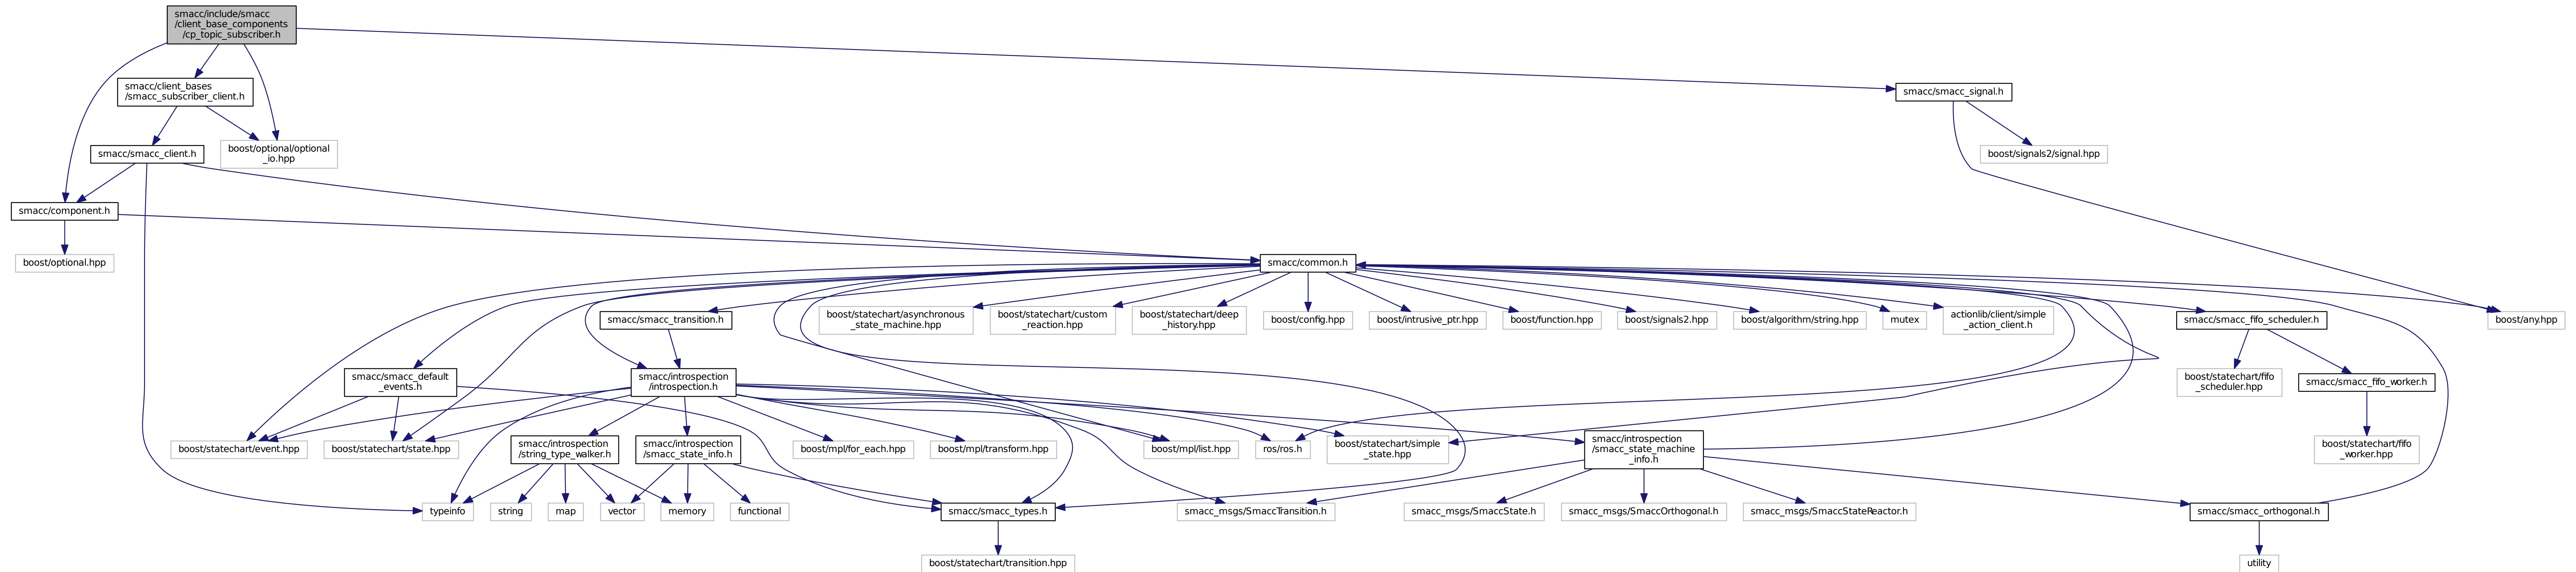 smacc/include/smacc
/client_base_components
/cp_topic_subscriber.h
smacc/client_bases
/smacc_subscriber_client.h
smacc/smacc_signal.h
smacc/smacc_client.h
boost/optional/optional
_io.hpp
boost/signals2/signal.hpp
smacc/component.h
boost/optional.hpp
smacc/common.h
smacc/smacc_transition.h
boost/statechart/asynchronous
_state_machine.hpp
boost/statechart/custom
_reaction.hpp
boost/statechart/deep
_history.hpp
boost/config.hpp
boost/intrusive_ptr.hpp
boost/function.hpp
boost/signals2.hpp
boost/algorithm/string.hpp
mutex
actionlib/client/simple
_action_client.h
smacc/smacc_fifo_scheduler.h
boost/any.hpp
smacc/smacc_default
_events.h
smacc/introspection
/introspection.h
boost/statechart/fifo
_scheduler.hpp
smacc/smacc_fifo_worker.h
boost/statechart/event.hpp
boost/statechart/state.hpp
smacc/introspection
/string_type_walker.h
smacc/introspection
/smacc_state_info.h
boost/mpl/for_each.hpp
boost/mpl/transform.hpp
boost/mpl/list.hpp
ros/ros.h
boost/statechart/simple
_state.hpp
smacc/introspection
/smacc_state_machine
_info.h
boost/statechart/fifo
_worker.hpp
typeinfo
string
map
vector
memory
functional
smacc/smacc_types.h
smacc_msgs/SmaccTransition.h
smacc_msgs/SmaccState.h
smacc_msgs/SmaccOrthogonal.h
smacc_msgs/SmaccStateReactor.h
smacc/smacc_orthogonal.h
boost/statechart/transition.hpp
utility